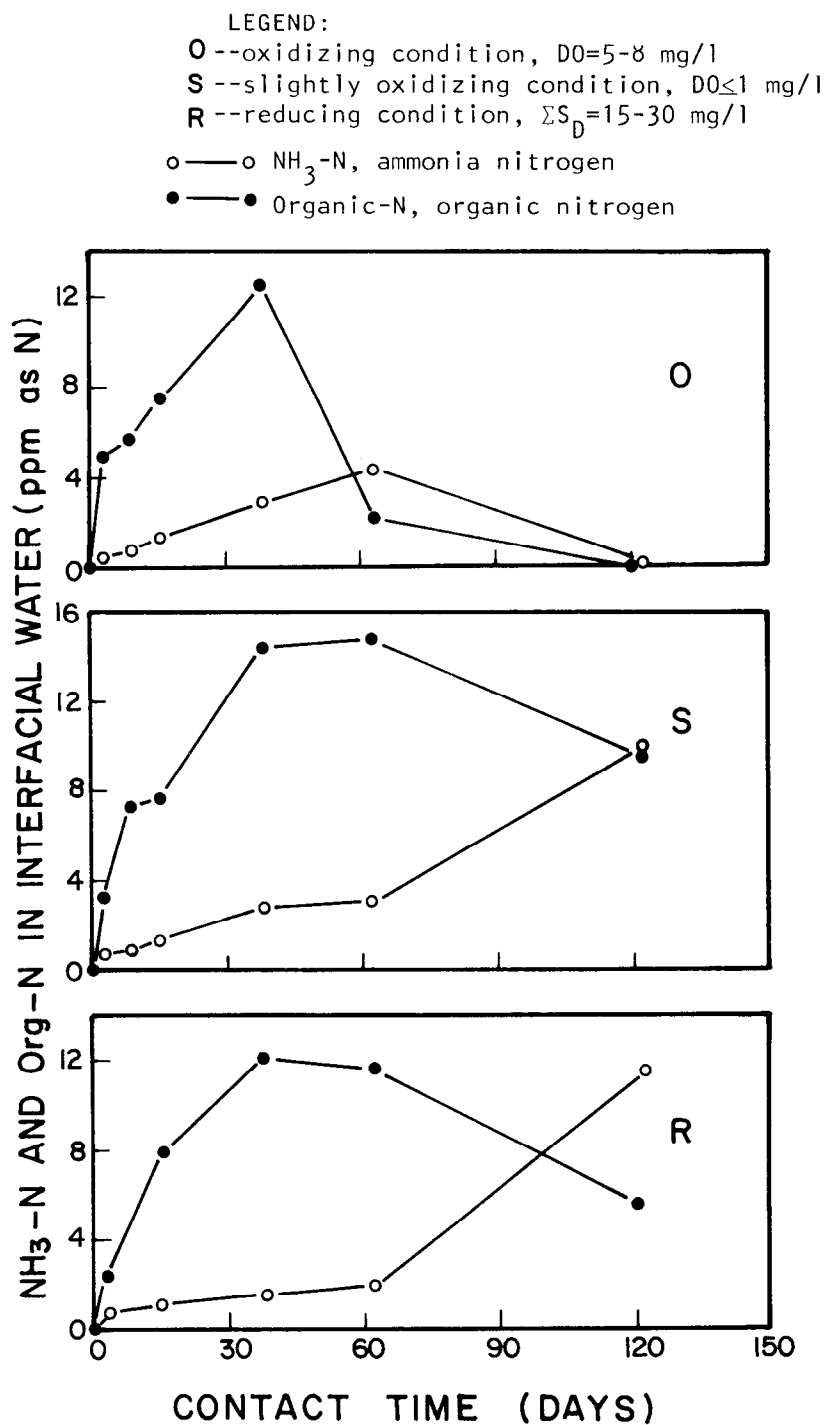 LEGEND:
O--oxidizing condition, DO=5-8 mg/l
S--slightly oxidizing condition, DO≤1 mg/l
R--reducing condition, ΣS_D=15-30 mg/l
NH₃-N, ammonia nitrogen
Organic-N, organic nitrogen
NH₃-N AND Org-N IN INTERFACIAL WATER (ppm as N)
12
8
4
0
O
16
12
8
4
0
S
12
8
4
0
R
0 30 60 90 120 150
CONTACT TIME (DAYS)